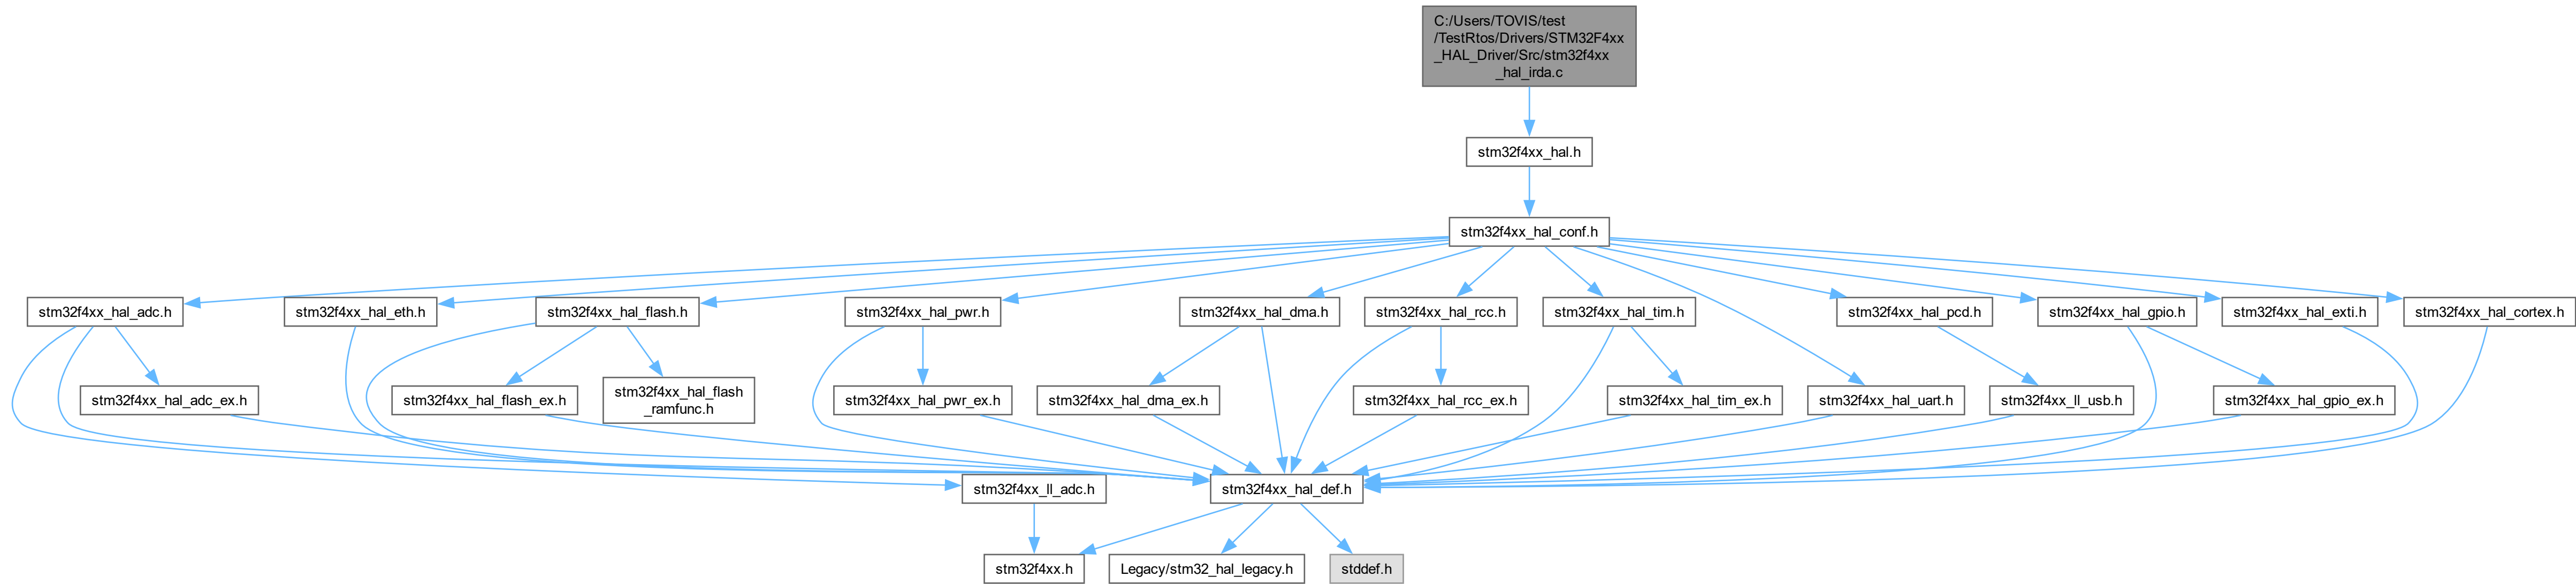 C:/Users/TOVIS/test
/TestRtos/Drivers/STM32F4xx
_HAL_Driver/Src/stm32f4xx
_hal_irda.c
stm32f4xx_hal.h
stm32f4xx_hal_conf.h
stm32f4xx_hal_adc.h
stm32f4xx_hal_eth.h
stm32f4xx_hal_flash.h
stm32f4xx_hal_pwr.h
stm32f4xx_hal_dma.h
stm32f4xx_hal_rcc.h
stm32f4xx_hal_tim.h
stm32f4xx_hal_pcd.h
stm32f4xx_hal_gpio.h
stm32f4xx_hal_exti.h
stm32f4xx_hal_cortex.h
stm32f4xx_hal_adc_ex.h
stm32f4xx_hal_flash_ex.h
stm32f4xx_hal_flash
_ramfunc.h
stm32f4xx_hal_pwr_ex.h
stm32f4xx_hal_dma_ex.h
stm32f4xx_hal_rcc_ex.h
stm32f4xx_hal_tim_ex.h
stm32f4xx_hal_uart.h
stm32f4xx_ll_usb.h
stm32f4xx_hal_gpio_ex.h
stm32f4xx_ll_adc.h
stm32f4xx_hal_def.h
stm32f4xx.h
Legacy/stm32_hal_legacy.h
stddef.h